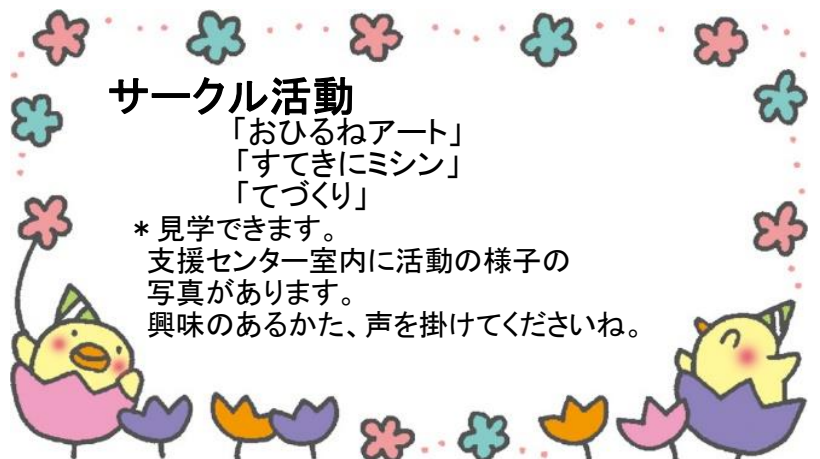 サークル活動
「おひるねアート」
「すてきにミシン」
「てづくり」
＊見学できます。
支援センター室内に活動の様子の
写真があります。
興味のあるかた、声を掛けてくださいね。